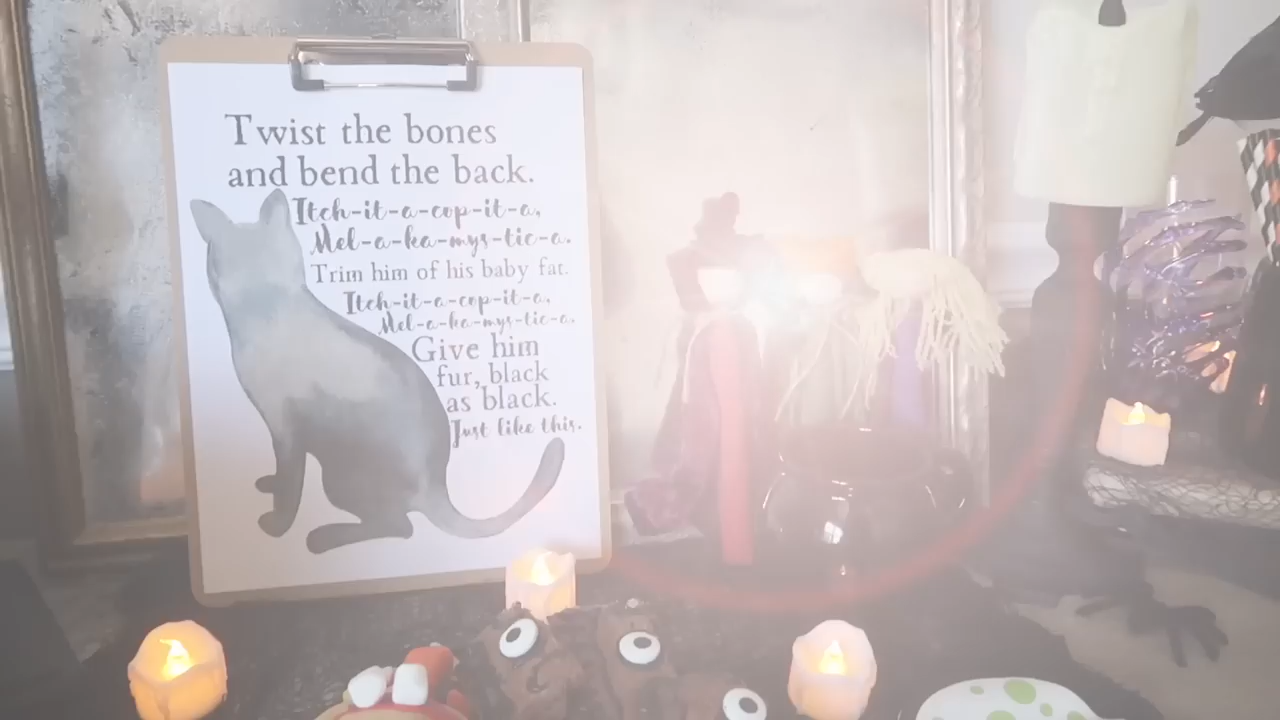 Twist the bones
and bend the back.
Itch-it-a-cop-it-a,
Mel-a-ka-mys-tic-a.
Trim him of his baby fat.
Itch-it-a-cop-it-a,
Mel-a-ka-mys-tic-a.
Give him
fur, black
as black.
Just like this.